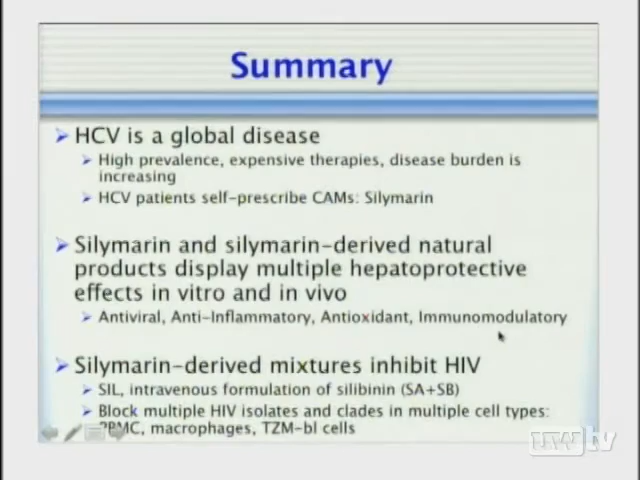 Summary
HCV is a global disease
High prevalence, expensive therapies, disease burden is
increasing
HCV patients self-prescribe CAMs: Silymarin
Silymarin and silymarin-derived natural
products display multiple hepatoprotective
effects in vitro and in vivo
Antiviral, Anti-Inflammatory, Antioxidant, Immunomodulatory
Silymarin-derived mixtures inhibit HIV
SIL, intravenous formulation of silibinin (SA+SB)
Block multiple HIV isolates and clades in multiple cell types:
PBMC, macrophages, TZM-bl cells
uwtv